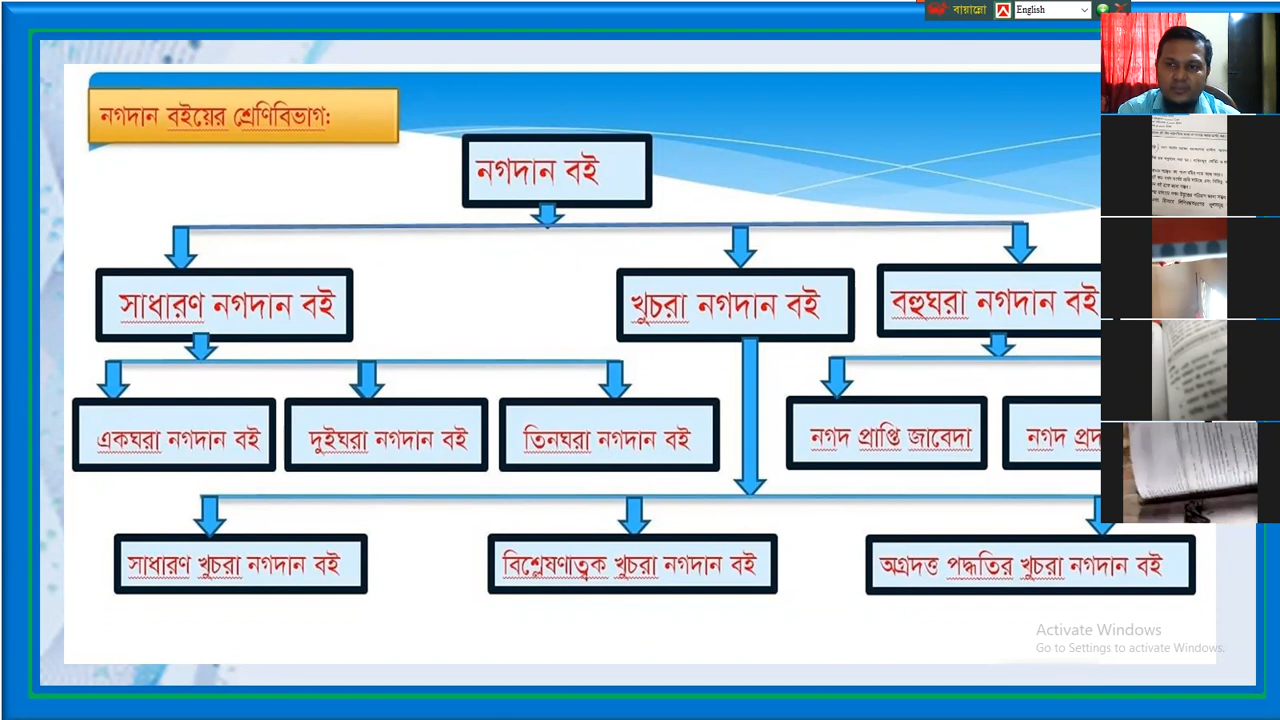 বায়ান্নো
English
নগদান বইয়ের শ্রেণিবিভাগ:
নগদান বই
সাধারণ নগদান বই
খুচরা নগদান বই
বহুঘরা নগদান বই
একঘরা নগদান বই
দুইঘরা নগদান বই
তিনঘরা নগদান বই
নগদ প্রাপ্তি জাবেদা
নগদ
সাধারণ খুচরা নগদান বই
বিশ্লেষণাত্বক খুচরা নগদান বই
অগ্রদত্ত পদ্ধতির খুচরা নগদান বই
Activate Windows
Go to Settings to activate Windows.